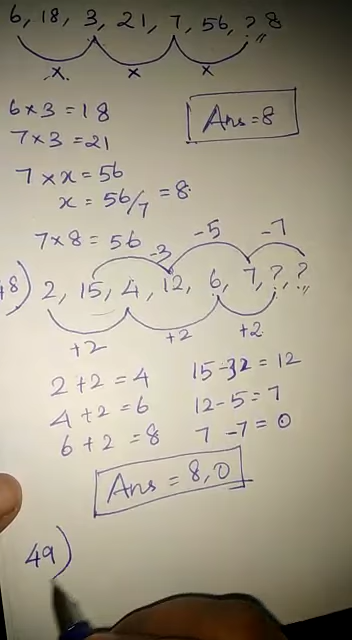 6, 18, 3, 21, 7, 56, ? 8
x x x
6 x 3 = 18
Ans = 8
7 x 3 = 21
7 x x = 56
x = 56/7 = 8
7 x 8 = 56
-3 -5 -7
48) 2, 15, 4, 12, 6, 7, ?, ?
+2 +2 +2
2 + 2 = 4
15 - 3 = 12
4 + 2 = 6
12 - 5 = 7
6 + 2 = 8
7 - 7 = 0
Ans = 8, 0
49)